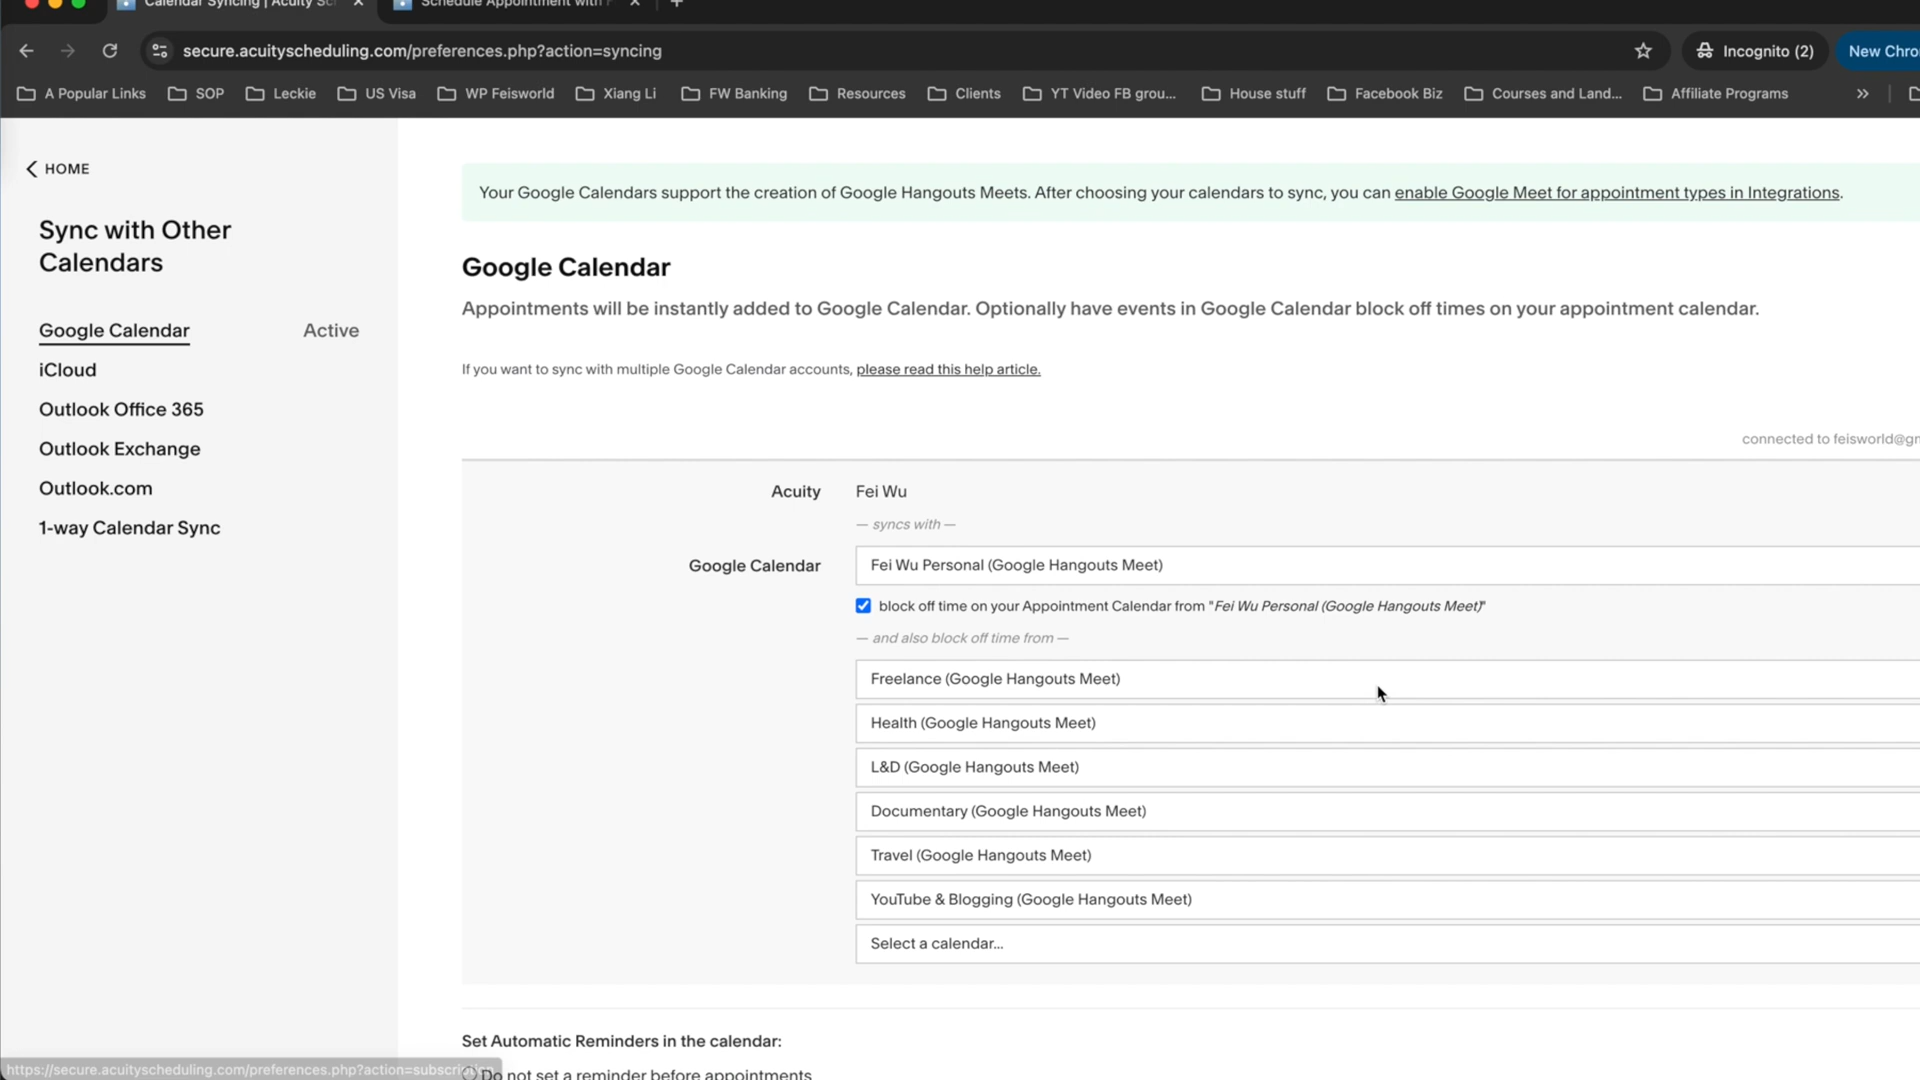 Calendar Syncing | Acuity Sc
Schedule Appointment with
secure.acuityscheduling.com/preferences.php?action=syncing
Incognito (2)
New Chro
A Popular Links
SOP
Leckie
US Visa
WP Feisworld
Xiang Li
FW Banking
Resources
Clients
YT Video FB grou...
House stuff
Facebook Biz
Courses and Land...
Affiliate Programs
HOME
Sync with Other
Calendars
Google Calendar Active
iCloud
Outlook Office 365
Outlook Exchange
Outlook.com
1-way Calendar Sync
Your Google Calendars support the creation of Google Hangouts Meets. After choosing your calendars to sync, you can enable Google Meet for appointment types in Integrations.
Google Calendar
Appointments will be instantly added to Google Calendar. Optionally have events in Google Calendar block off times on your appointment calendar.
If you want to sync with multiple Google Calendar accounts, please read this help article.
connected to feisworld@gm
Acuity Fei Wu
— syncs with —
Google Calendar Fei Wu Personal (Google Hangouts Meet)
block off time on your Appointment Calendar from "Fei Wu Personal (Google Hangouts Meet)"
— and also block off time from —
Freelance (Google Hangouts Meet)
Health (Google Hangouts Meet)
L&D (Google Hangouts Meet)
Documentary (Google Hangouts Meet)
Travel (Google Hangouts Meet)
YouTube & Blogging (Google Hangouts Meet)
Select a calendar...
Set Automatic Reminders in the calendar:
Do not set a reminder before appointments
https://secure.acuityscheduling.com/preferences.php?action=subscri